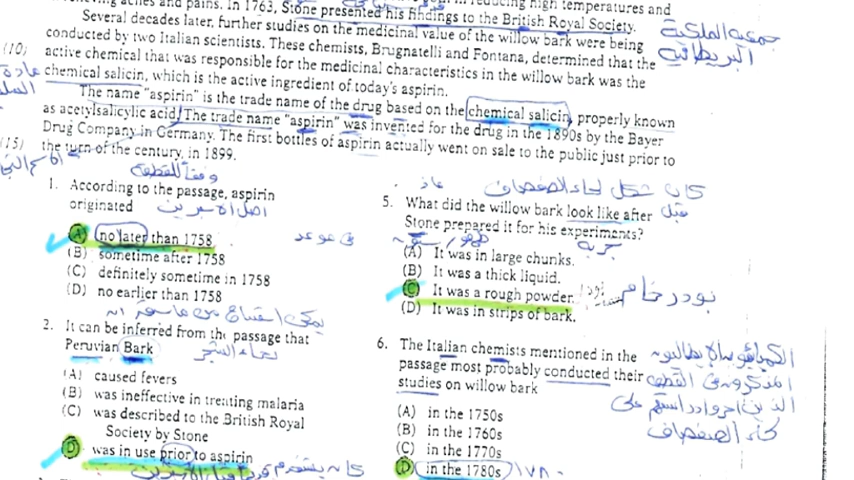 aches and pains. In 1763, Stone presented his findings to the British Royal Society.
reducing high temperatures and
Several decades later, further studies on the medicinal value of the willow bark were being
conducted by two Italian scientists. These chemists, Brugnatelli and Fontana, determined that the
(10) active chemical that was responsible for the medicinal characteristics in the willow bark was the
chemical salicin, which is the active ingredient of today's aspirin.
The name "aspirin" is the trade name of the drug based on the chemical salicin, properly known
as acetylsalicylic acid. The trade name "aspirin" was invented for the drug in the 1890s by the Bayer
Drug Company in Germany. The first bottles of aspirin actually went on sale to the public just prior to
(15) the turn of the century, in 1899.
جمعية الملكية
البريطانية
وفقا للقطعة
1. According to the passage, aspirin
originated
(A) no later than 1758
(B) sometime after 1758
(C) definitely sometime in 1758
(D) no earlier than 1758
2. It can be inferred from the passage that
Peruvian Bark
لحاء الشجر
(A) caused fevers
(B) was ineffective in treating malaria
(C) was described to the British Royal
Society by Stone
(D) was in use prior to aspirin
كان شكل لحاء الصفصاف
5. What did the willow bark look like after
Stone prepared it for his experiments?
قبل
(A) It was in large chunks.
(B) It was a thick liquid.
(C) It was a rough powder.
بودر خام
(D) It was in strips of bark.
6. The Italian chemists mentioned in the
passage most probably conducted their
studies on willow bark
(A) in the 1750s
(B) in the 1760s
(C) in the 1770s
(D) in the 1780s
١٧٨٠